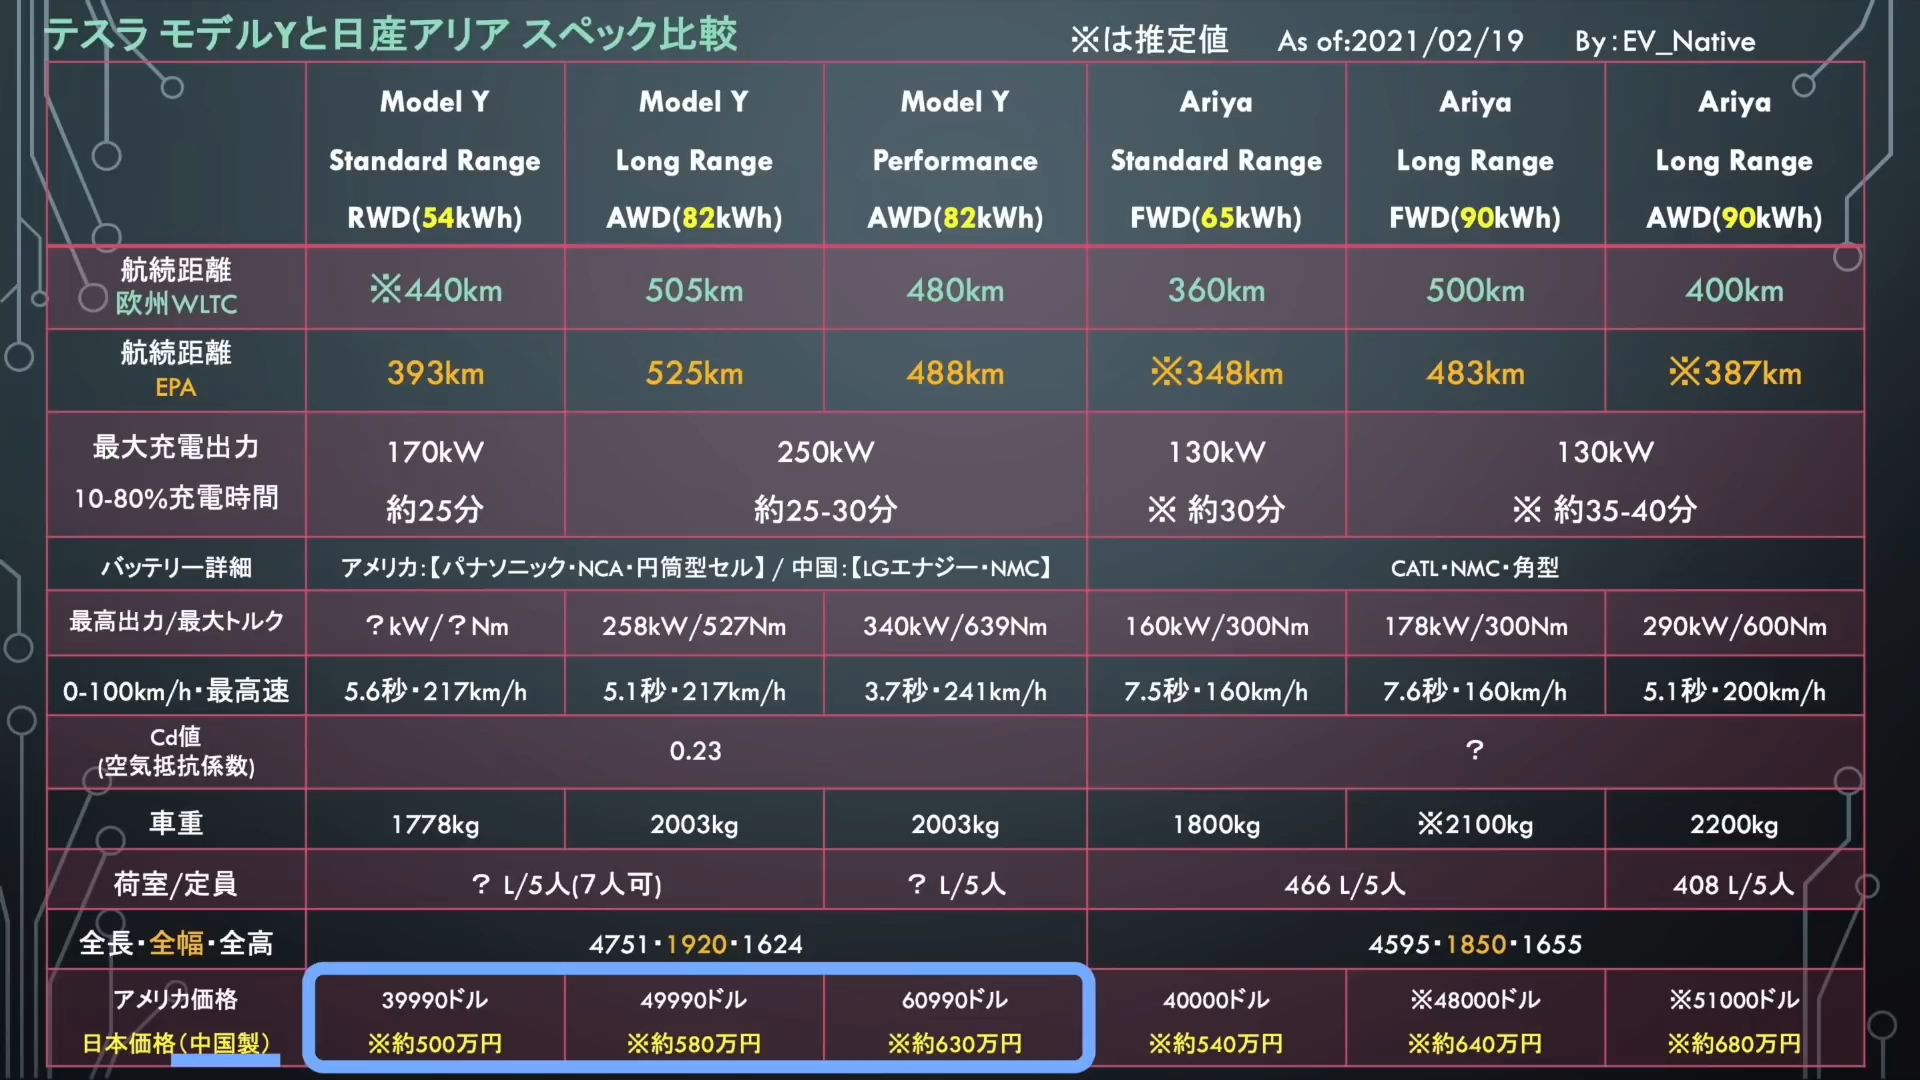 テスラ モデルYと日産アリア スペック比較
※は推定値 As of:2021/02/19 By:EV_Native
Model Y Standard Range RWD(54kWh)
Model Y Long Range AWD(82kWh)
Model Y Performance AWD(82kWh)
Ariya Standard Range FWD(65kWh)
Ariya Long Range FWD(90kWh)
Ariya Long Range AWD(90kWh)
航続距離 欧州WLTC ※440km 505km 480km 360km 500km 400km
航続距離 EPA 393km 525km 488km ※348km 483km ※387km
最大充電出力 170kW 250kW 130kW 130kW
10-80%充電時間 約25分 約25-30分 ※ 約30分 ※ 約35-40分
バッテリー詳細 アメリカ:【パナソニック・NCA・円筒型セル】 / 中国:【LGエナジー・NMC】 CATL・NMC・角型
最高出力/最大トルク ?kW/?Nm 258kW/527Nm 340kW/639Nm 160kW/300Nm 178kW/300Nm 290kW/600Nm
0-100km/h・最高速 5.6秒・217km/h 5.1秒・217km/h 3.7秒・241km/h 7.5秒・160km/h 7.6秒・160km/h 5.1秒・200km/h
Cd値 (空気抵抗係数) 0.23 ?
車重 1778kg 2003kg 2003kg 1800kg ※2100kg 2200kg
荷室/定員 ? L/5人(7人可) ? L/5人 466 L/5人 408 L/5人
全長・全幅・全高 4751・1920・1624 4595・1850・1655
アメリカ価格 39990ドル 49990ドル 60990ドル 40000ドル ※48000ドル ※51000ドル
日本価格(中国製) ※約500万円 ※約580万円 ※約630万円 ※約540万円 ※約640万円 ※約680万円